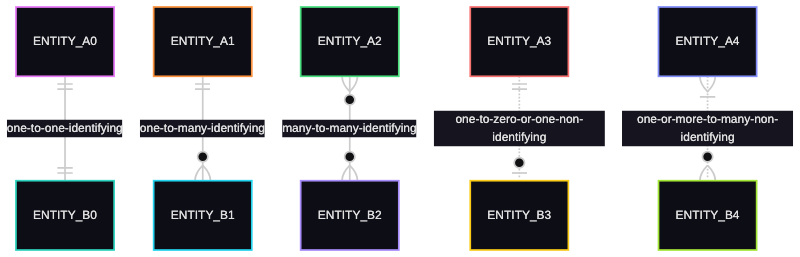 ENTITY_A0
ENTITY_A1
ENTITY_A2
ENTITY_A3
ENTITY_A4
one-to-one-identifying
one-to-many-identifying
many-to-many-identifying
one-to-zero-or-one-non-
identifying
one-or-more-to-many-non-
identifying
ENTITY_B0
ENTITY_B1
ENTITY_B2
ENTITY_B3
ENTITY_B4